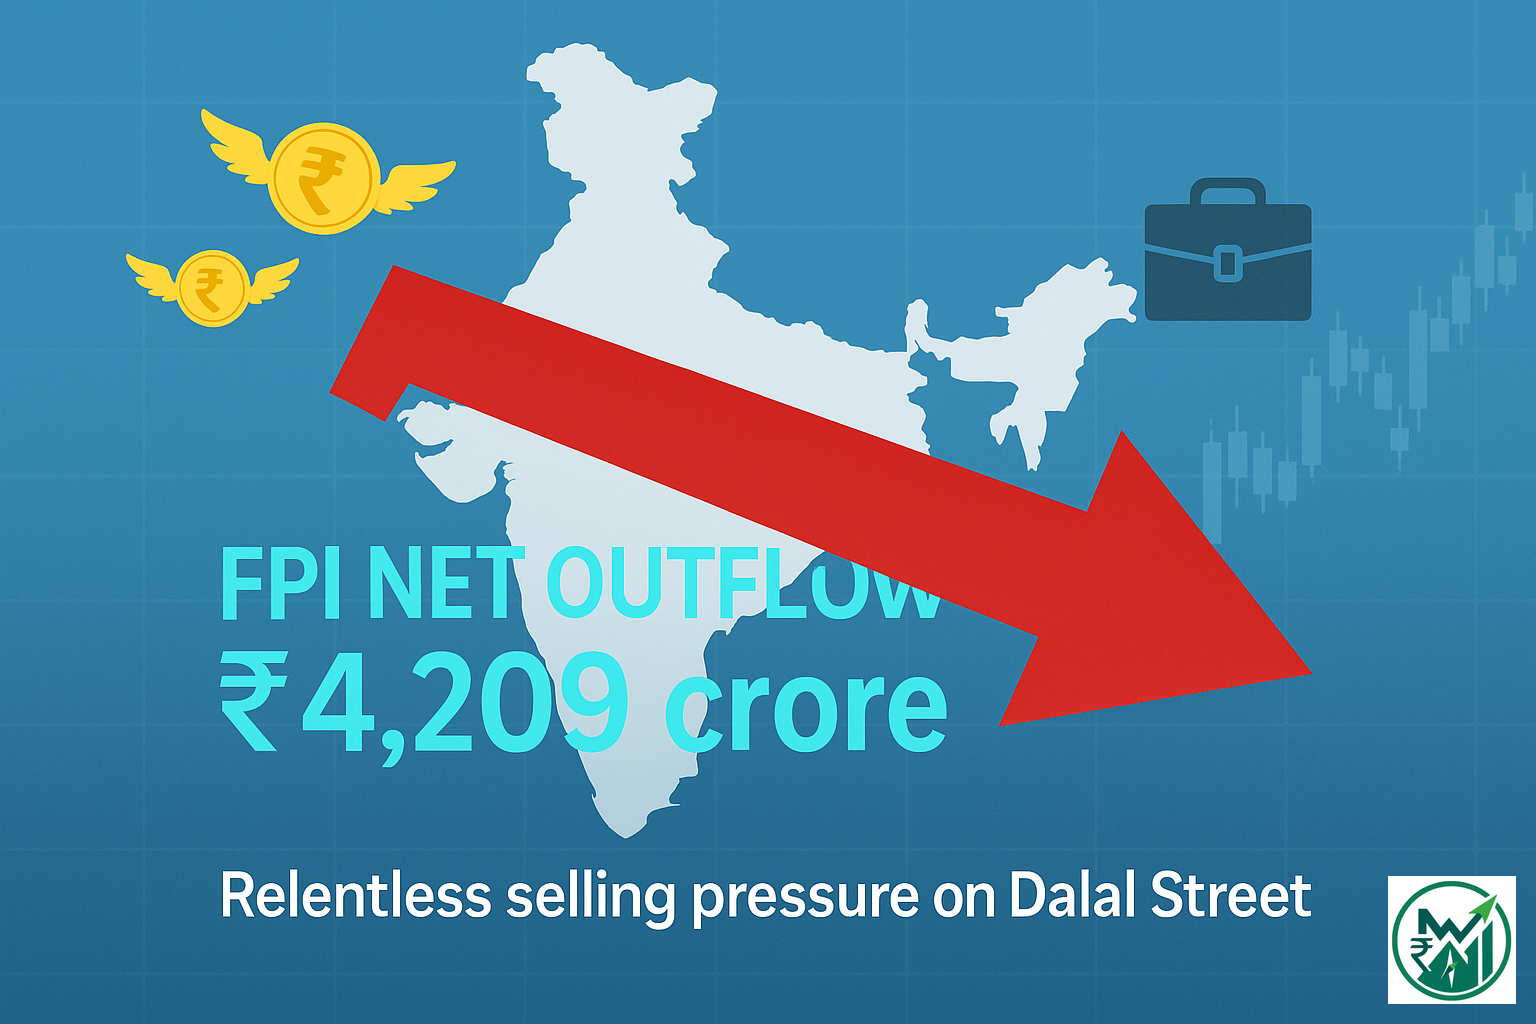 ₹
₹
FPI NET OUTFLOW
₹4,209 crore
Relentless selling pressure on Dalal Street
₹